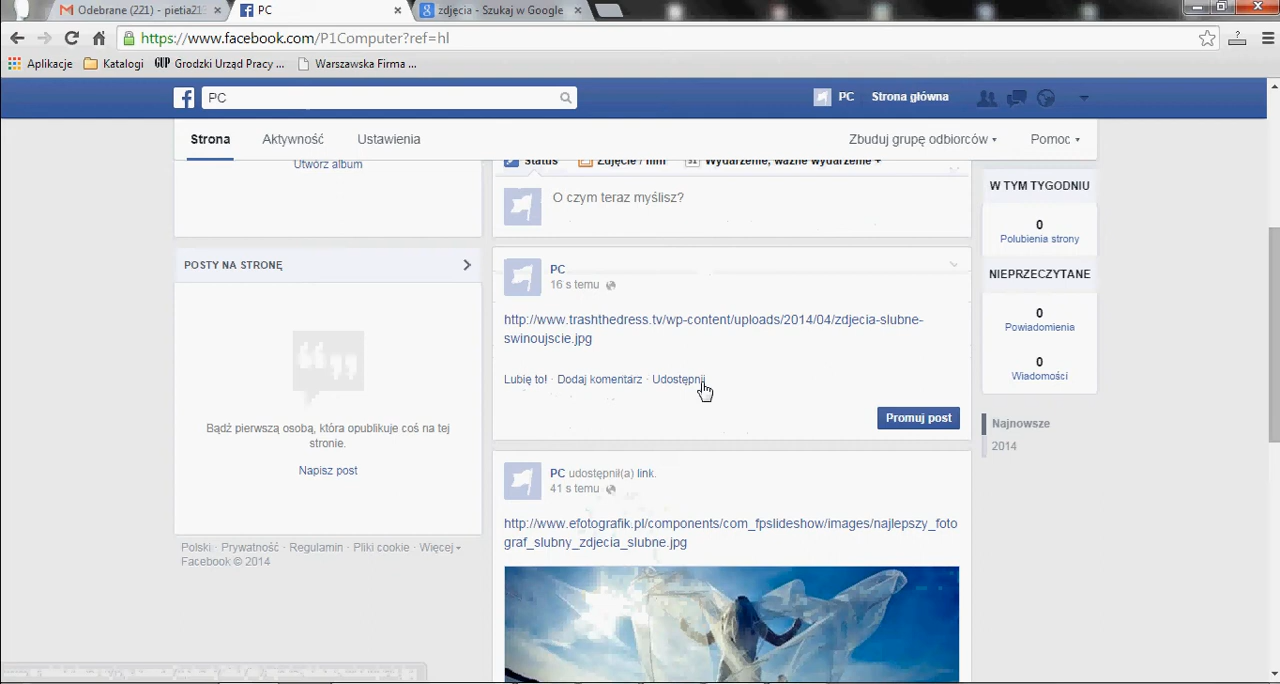 Odebrane (221) - pietia21
PC
zdjęcia - Szukaj w Google
https://www.facebook.com/P1Computer?ref=hl
Aplikacje Katalogi GUP Grodzki Urząd Pracy ... Warszawska Firma ...
PC
PC Strona główna
Strona Aktywność Ustawienia Zbuduj grupę odbiorców Pomoc
Utwórz album
Status Zdjęcie / film 31 Wydarzenie, ważne wydarzenie +
O czym teraz myślisz?
POSTY NA STRONĘ
Bądź pierwszą osobą, która opublikuje coś na tej
stronie.
Napisz post
Polski · Prywatność · Regulamin · Pliki cookie · Więcej
Facebook © 2014
PC
16 s temu
http://www.trashthedress.tv/wp-content/uploads/2014/04/zdjecia-slubne-
swinoujscie.jpg
Lubię to! · Dodaj komentarz · Udostępnij
Promuj post
PC udostępnił(a) link.
41 s temu
http://www.efotografik.pl/components/com_fpslideshow/images/najlepszy_foto
graf_slubny_zdjecia_slubne.jpg
W TYM TYGODNIU
0
Polubienia strony
NIEPRZECZYTANE
0
Powiadomienia
0
Wiadomości
Najnowsze
2014